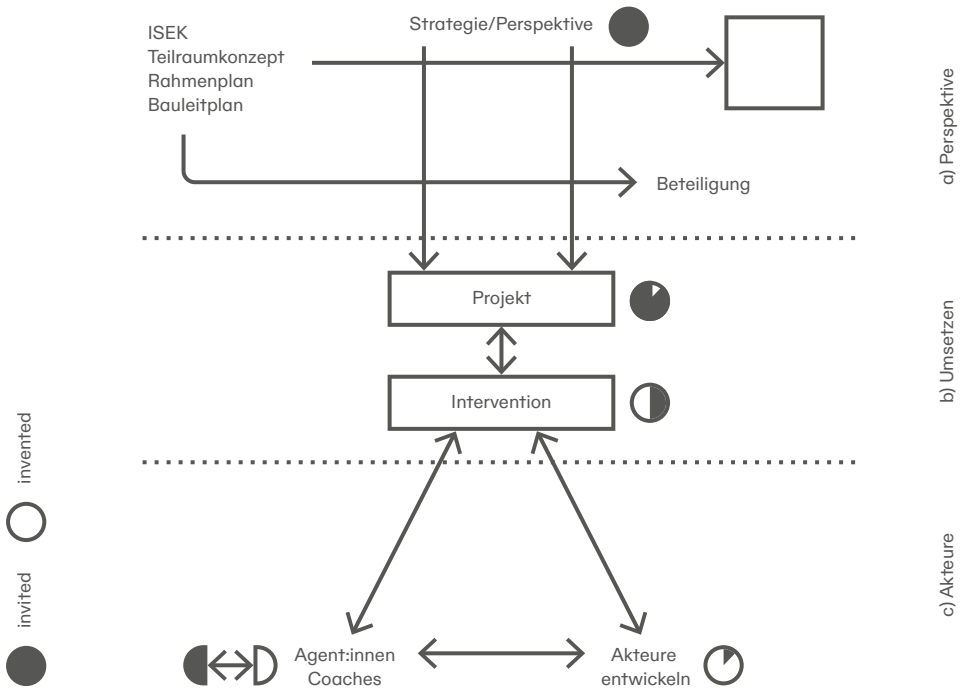 Strategie/Perspektive
ISEK
Teilraumkonzept
Rahmenplan
Bauleitplan
Beteiligung
a) Perspektive
Projekt
Intervention
b) Umsetzen
Agent:innen
Coaches
Akteure
entwickeln
c) Akteure
invented
invited